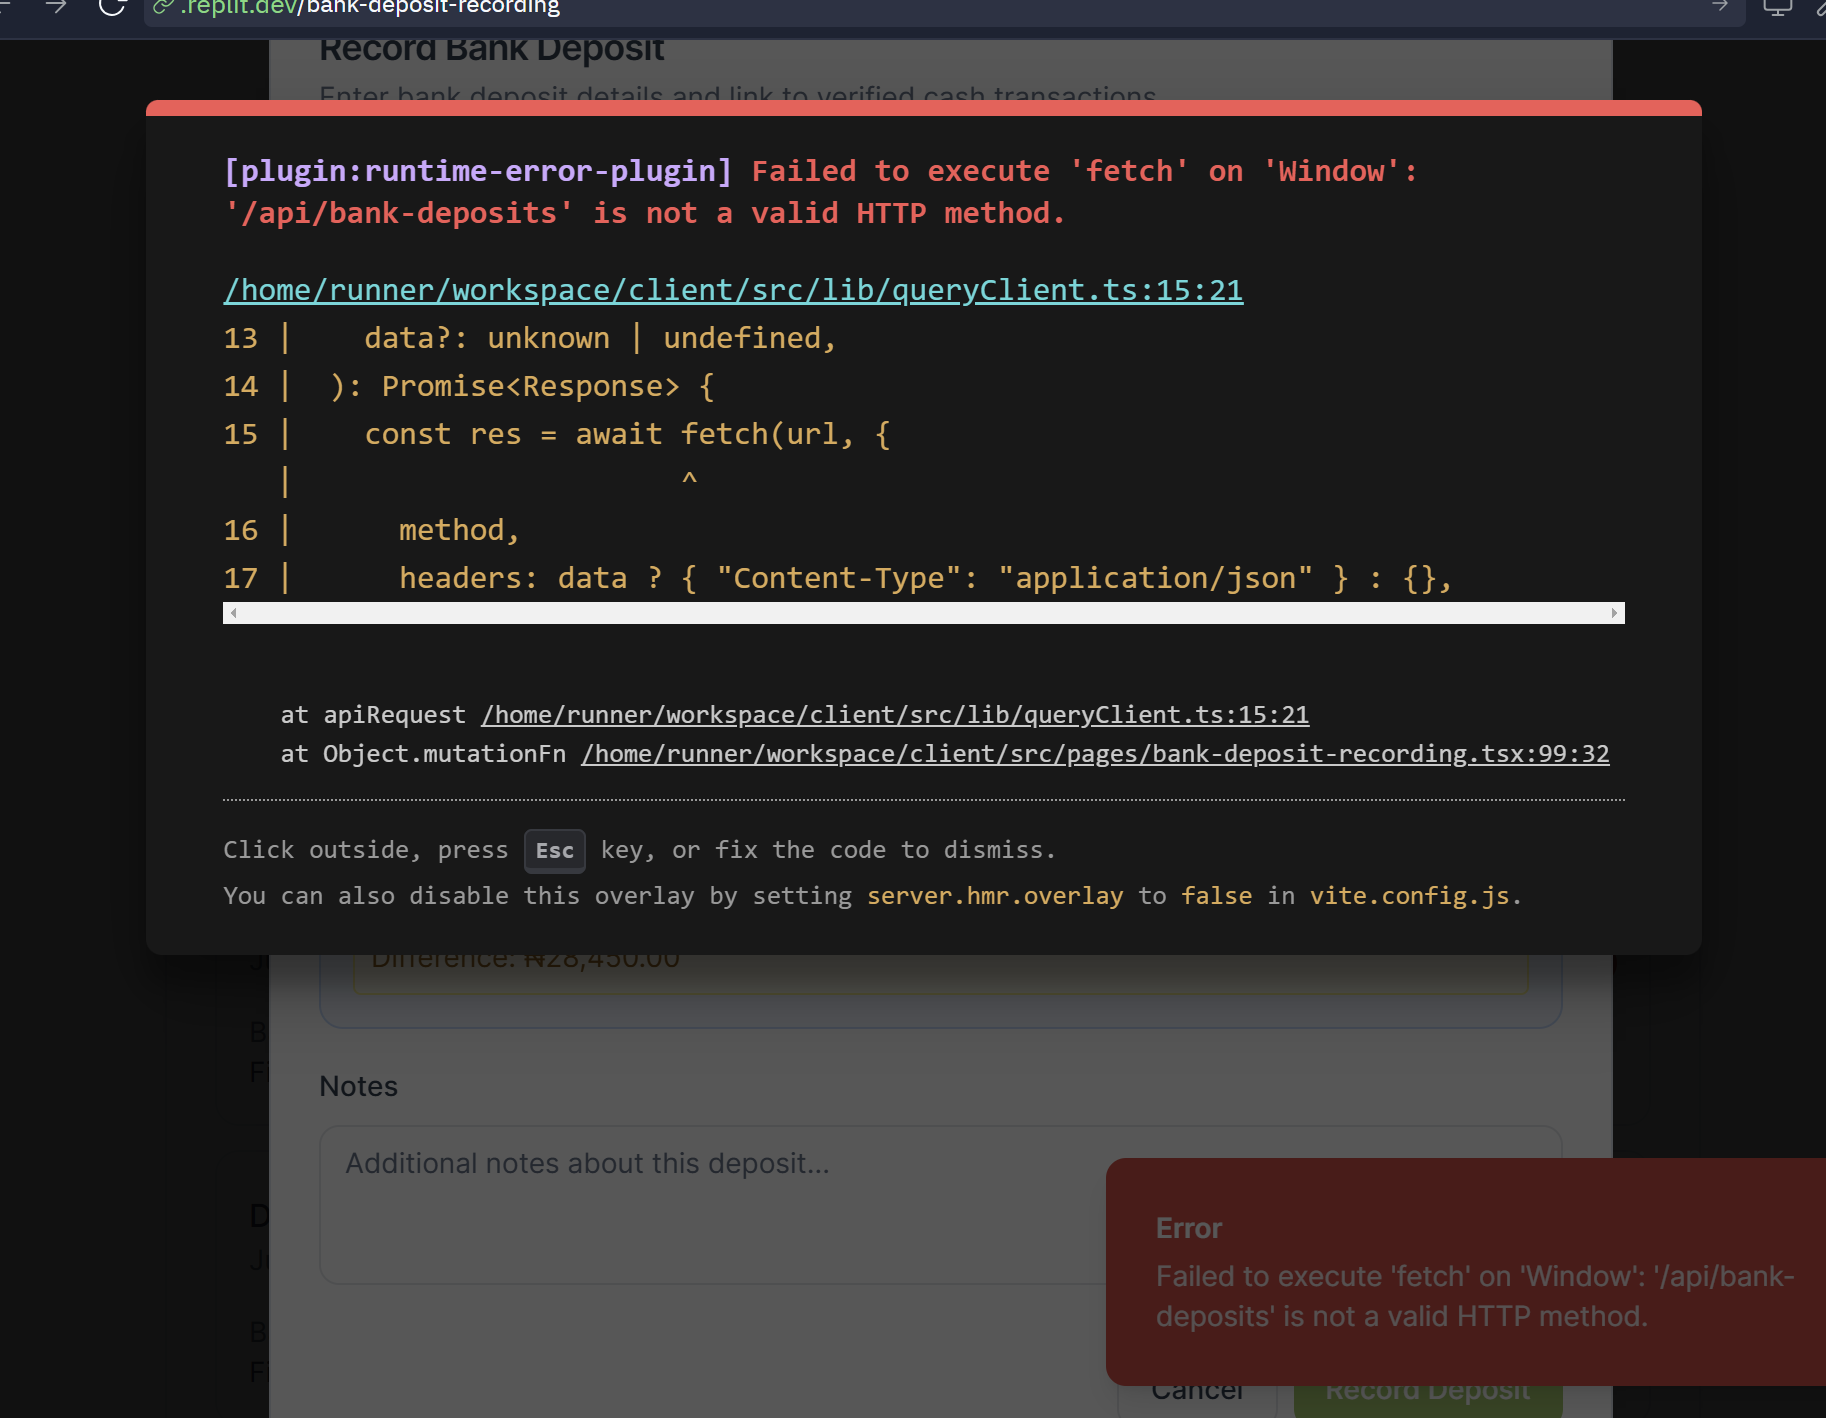 .replit.dev/bank-deposit-recording
Record Bank Deposit
Enter bank deposit details and link to verified cash transactions
[plugin:runtime-error-plugin] Failed to execute 'fetch' on 'Window':
'/api/bank-deposits' is not a valid HTTP method.
/home/runner/workspace/client/src/lib/queryClient.ts:15:21
13 |    data?: unknown | undefined,
14 |  ): Promise<Response> {
15 |    const res = await fetch(url, {
   |                      ^
16 |      method,
17 |      headers: data ? { "Content-Type": "application/json" } : {},
at apiRequest /home/runner/workspace/client/src/lib/queryClient.ts:15:21
at Object.mutationFn /home/runner/workspace/client/src/pages/bank-deposit-recording.tsx:99:32
Click outside, press Esc key, or fix the code to dismiss.
You can also disable this overlay by setting server.hmr.overlay to false in vite.config.js.
Difference: ₦28,450.00
Notes
Additional notes about this deposit...
Error
Failed to execute 'fetch' on 'Window': '/api/bank-
deposits' is not a valid HTTP method.
Cancel
Record Deposit